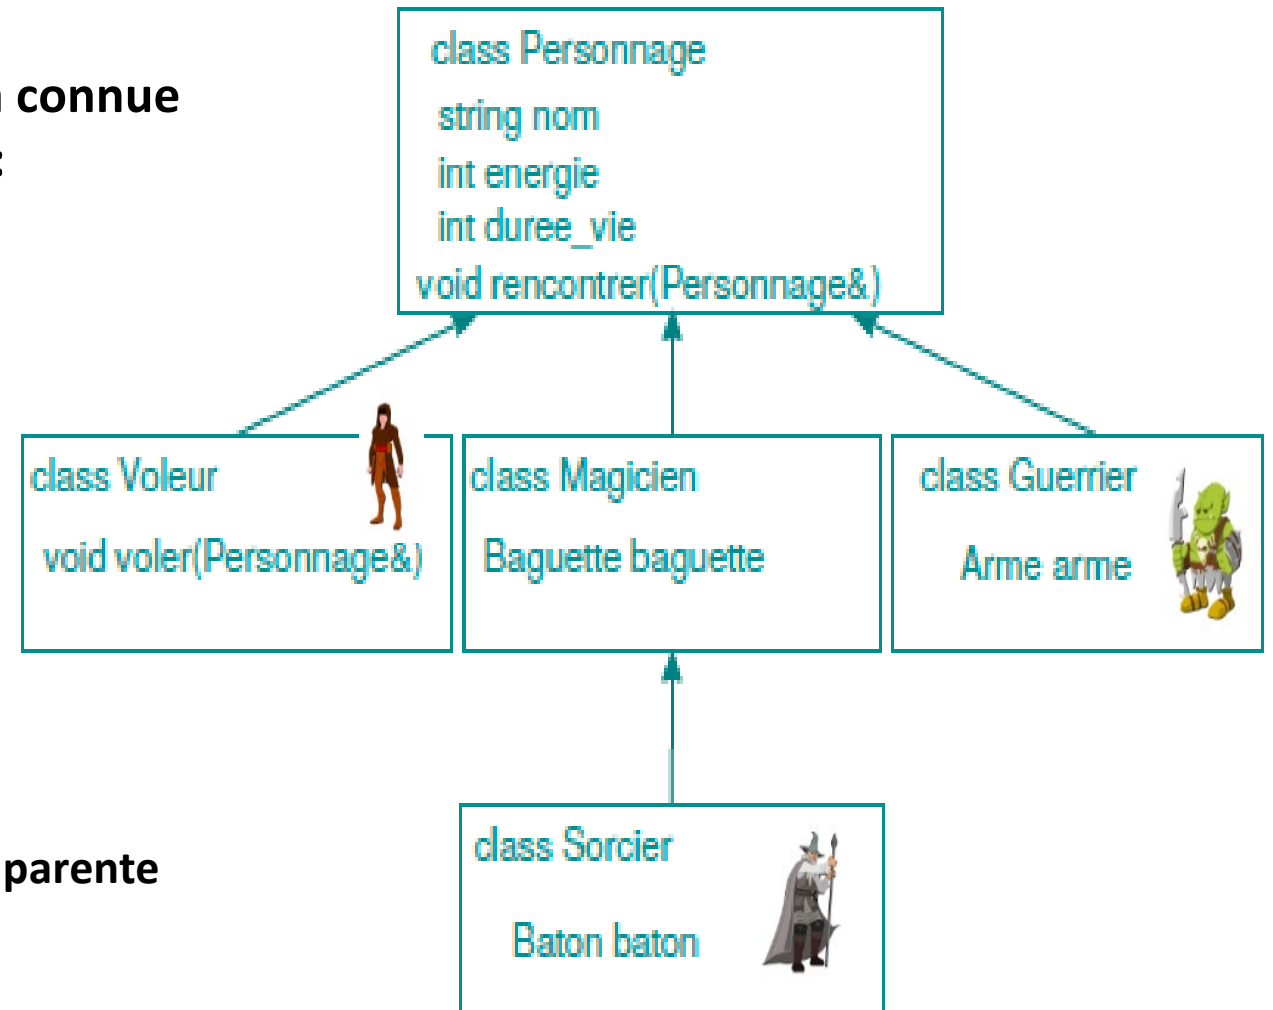 connue
:
class Personnage
string nom
int energie
int duree_vie
void rencontrer(Personnage&)
class Voleur
void voler(Personnage&)
class Magicien
Baguette baguette
class Guerrier
Arme arme
class Sorcier
Baton baton
parente